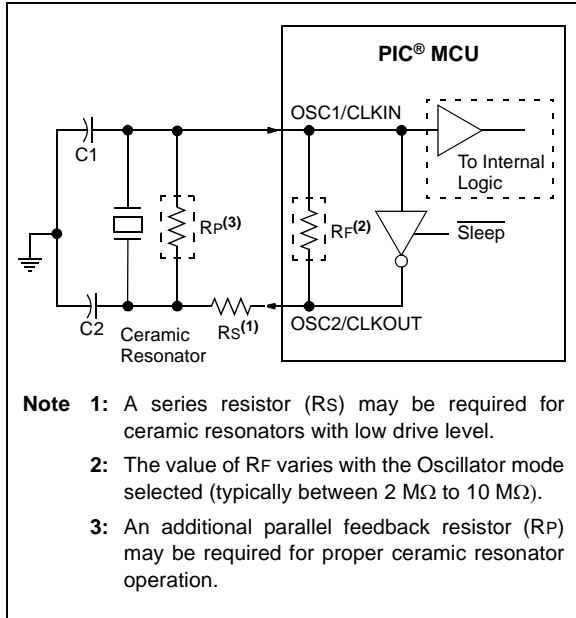 PIC® MCU
OSC1/CLKIN
C1
To Internal
Logic
RP(3)
RF(2)
Sleep
C2
Ceramic
Resonator
RS(1)
OSC2/CLKOUT
Note 1: A series resistor (RS) may be required for
ceramic resonators with low drive level.
2: The value of RF varies with the Oscillator mode
selected (typically between 2 MΩ to 10 MΩ).
3: An additional parallel feedback resistor (RP)
may be required for proper ceramic resonator
operation.